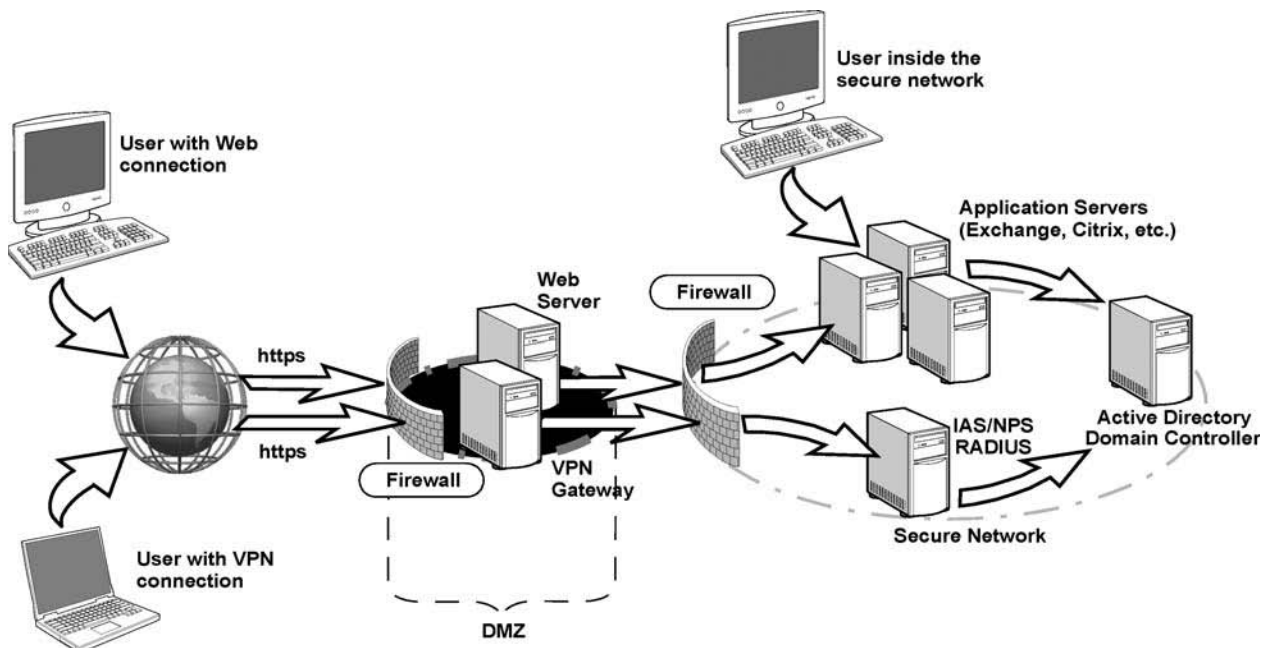 User inside the
secure network
User with Web
connection
Application Servers
(Exchange, Citrix, etc.)
Web
Server
Firewall
https
https
Firewall
VPN
Gateway
IAS/NPS
RADIUS
Active Directory
Domain Controller
Secure Network
User with VPN
connection
DMZ